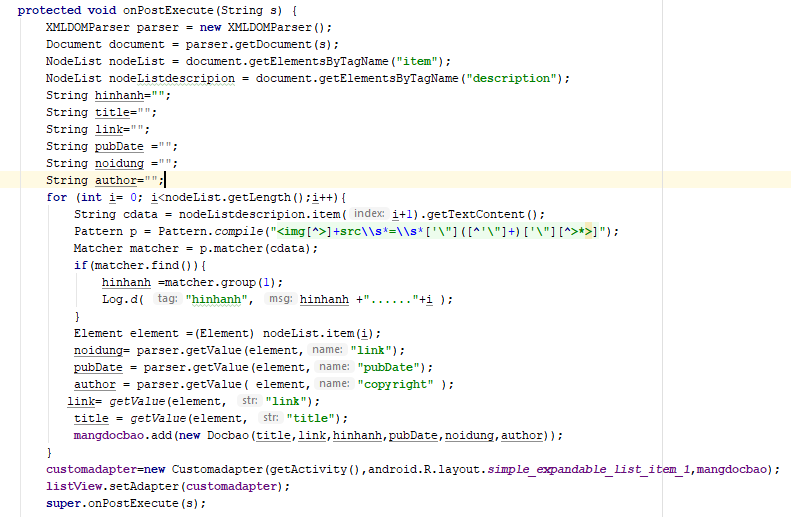 protected void onPostExecute(String s) {
XMLDOMParser parser = new XMLDOMParser();
Document document = parser.getDocument(s);
NodeList nodeList = document.getElementsByTagName("item");
NodeList nodeListdescripion = document.getElementsByTagName("description");
String hinhanh="";
String title="";
String link="";
String pubDate ="";
String noidung ="";
String author="";
for (int i= 0; i<nodeList.getLength();i++){
String cdata = nodeListdescripion.item( index: i+1).getTextContent();
Pattern p = Pattern.compile("<img[^>]+src\\s*=\\s*['\"]([^'\"]+)['\"][^>*>]");
Matcher matcher = p.matcher(cdata);
if(matcher.find()){
hinhanh =matcher.group(1);
Log.d( tag: "hinhanh", msg: hinhanh +"......"+i );
}
Element element =(Element) nodeList.item(i);
noidung= parser.getValue(element, name: "link");
pubDate = parser.getValue(element, name: "pubDate");
author = parser.getValue( element, name: "copyright" );
link= getValue(element, str: "link");
title = getValue(element, str: "title");
mangdocbao.add(new Docbao(title,link,hinhanh,pubDate,noidung,author));
}
customadapter=new Customadapter(getActivity(),android.R.layout.simple_expandable_list_item_1,mangdocbao);
listView.setAdapter(customadapter);
super.onPostExecute(s);